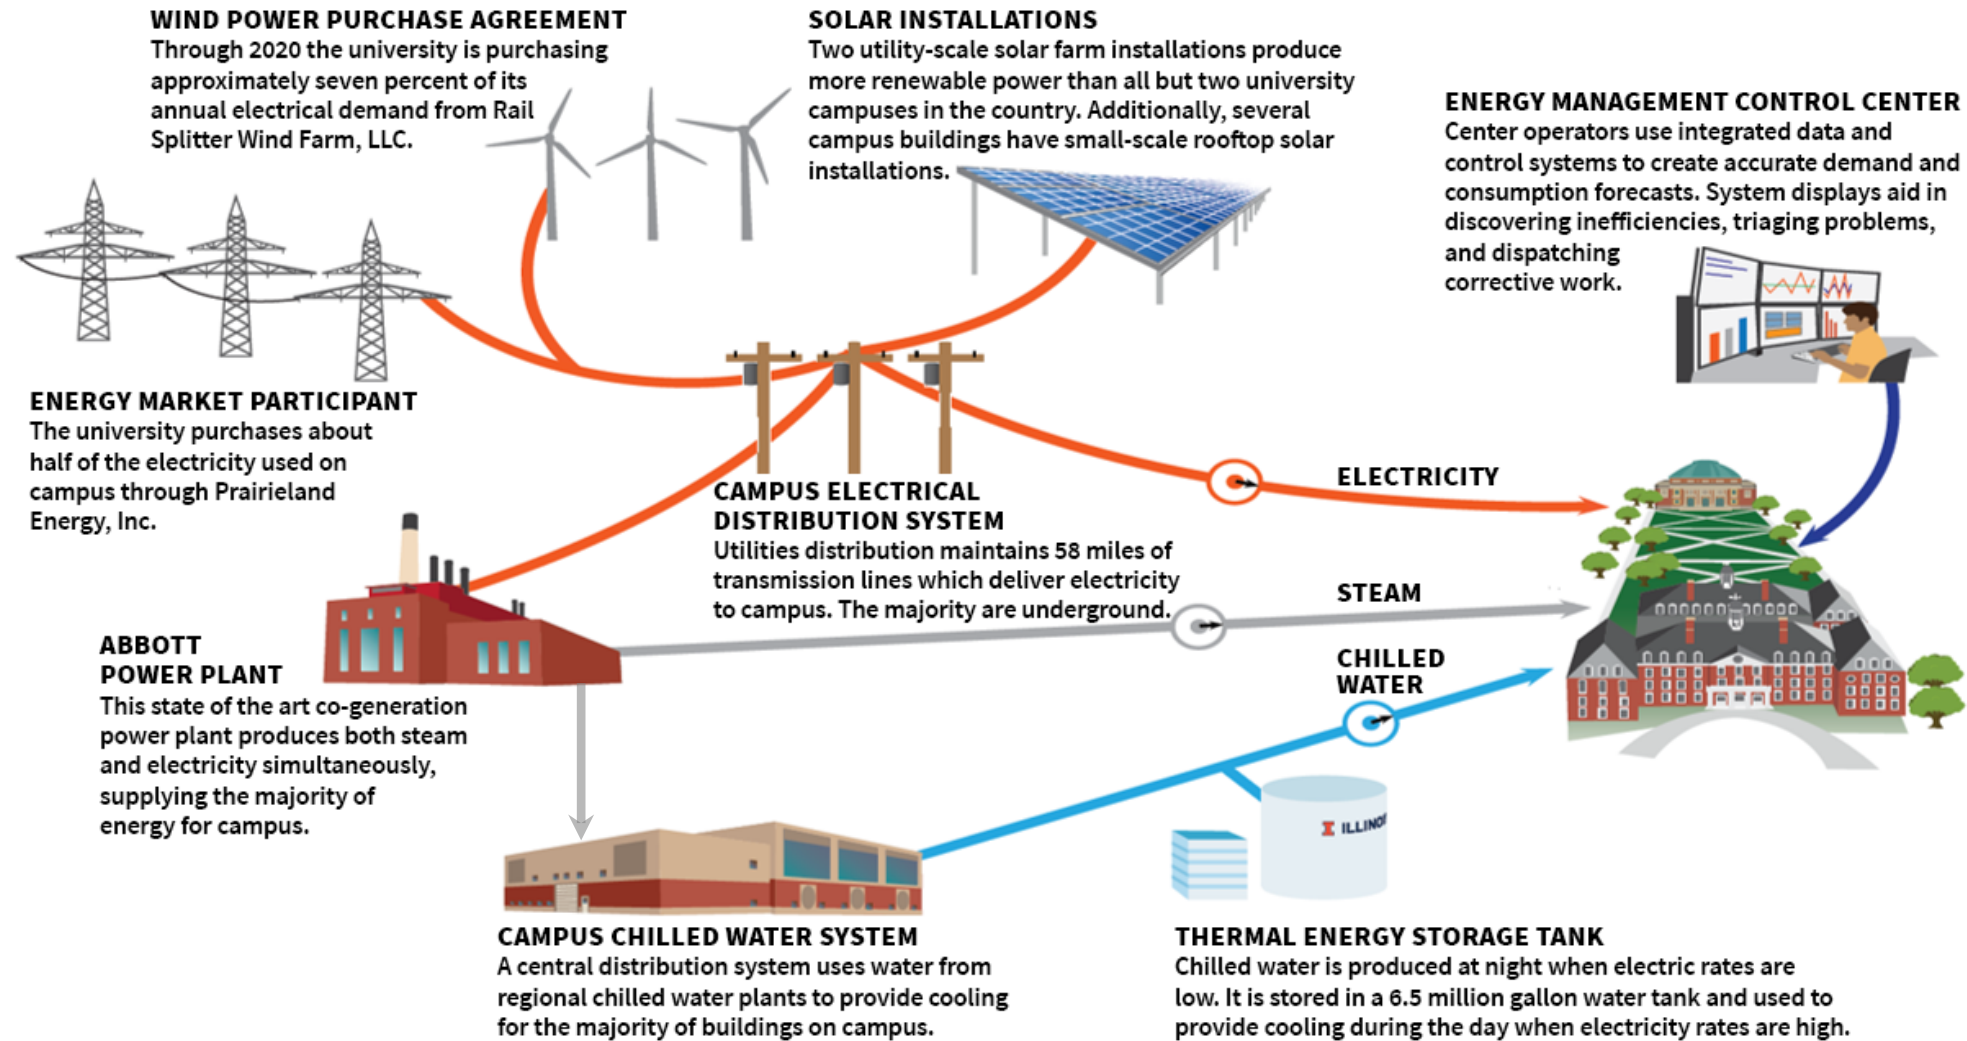 WIND POWER PURCHASE AGREEMENT
Through 2020 the university is purchasing
approximately seven percent of its
annual electrical demand from Rail
Splitter Wind Farm, LLC.
SOLAR INSTALLATIONS
Two utility-scale solar farm installations produce
more renewable power than all but two university
campuses in the country. Additionally, several
campus buildings have small-scale rooftop solar
installations.
ENERGY MANAGEMENT CONTROL CENTER
Center operators use integrated data and
control systems to create accurate demand and
consumption forecasts. System displays aid in
discovering inefficiencies, triaging problems,
and dispatching
corrective work.
ENERGY MARKET PARTICIPANT
The university purchases about
half of the electricity used on
campus through Prairieland
Energy, Inc.
CAMPUS ELECTRICAL
DISTRIBUTION SYSTEM
Utilities distribution maintains 58 miles of
transmission lines which deliver electricity
to campus. The majority are underground.
ELECTRICITY
STEAM
CHILLED
WATER
ABBOTT
POWER PLANT
This state of the art co-generation
power plant produces both steam
and electricity simultaneously,
supplying the majority of
energy for campus.
I ILLINOI
CAMPUS CHILLED WATER SYSTEM
A central distribution system uses water from
regional chilled water plants to provide cooling
for the majority of buildings on campus.
THERMAL ENERGY STORAGE TANK
Chilled water is produced at night when electric rates are
low. It is stored in a 6.5 million gallon water tank and used to
provide cooling during the day when electricity rates are high.